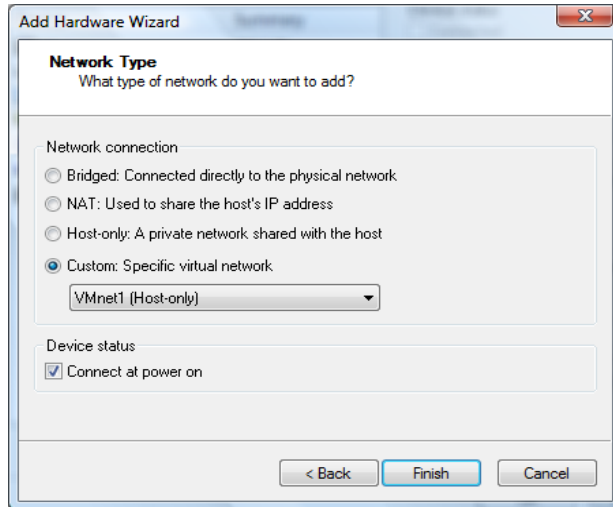 Add Hardware Wizard
Network Type
What type of network do you want to add?
Network connection
Bridged: Connected directly to the physical network
NAT: Used to share the host's IP address
Host-only: A private network shared with the host
Custom: Specific virtual network
VMnet1 (Host-only)
Device status
Connect at power on
< Back
Finish
Cancel